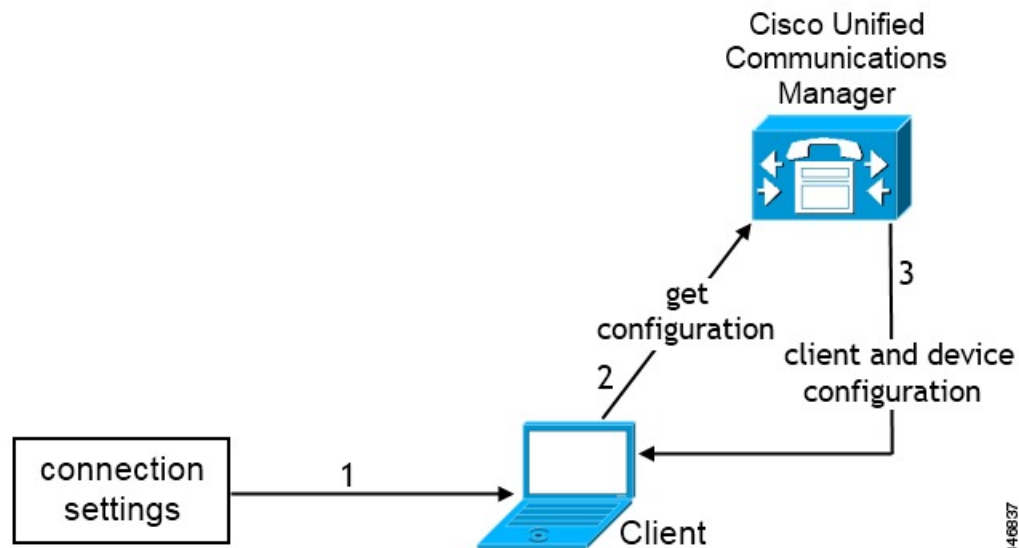 Cisco Unified
Communications
Manager
3
get
configuration
2
client and device
configuration
connection
settings
1
Client